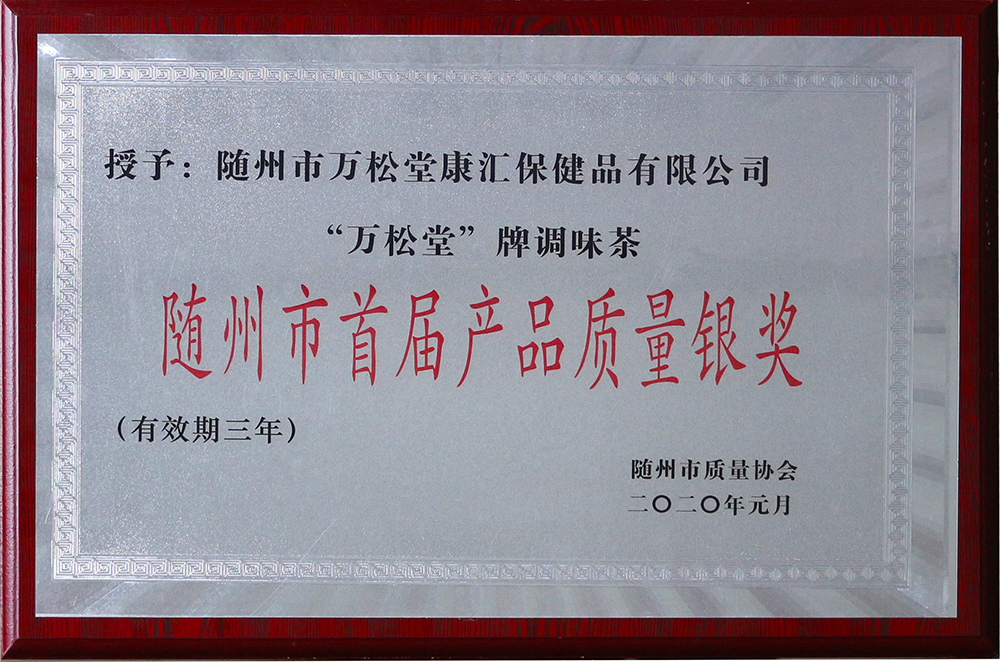 授予：随州市万松堂康汇保健品有限公司
“万松堂”牌调味茶
随州市首届产品质量银奖
（有效期三年）
随州市质量协会
二〇二〇年元月